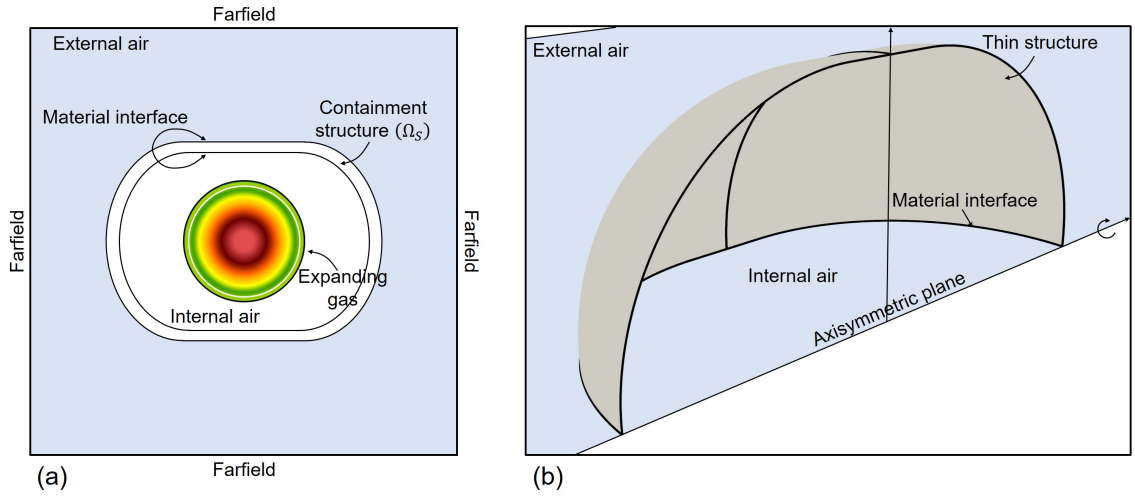 Farfield
External air
Material interface
Containment
structure (Ω_S)
Farfield
Farfield
Expanding
gas
Internal air
Farfield
(a)
External air
Thin structure
Material interface
Internal air
Axisymmetric plane
(b)